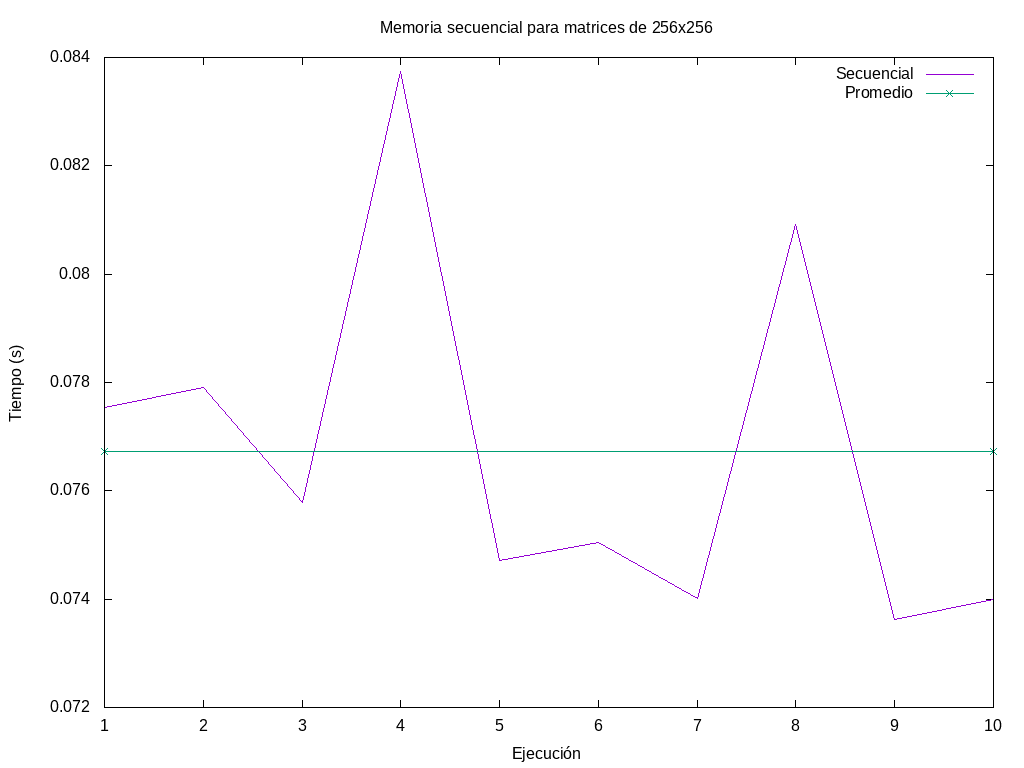 Memoria secuencial para matrices de 256x256
Secuencial
Promedio
0.084
0.082
0.08
0.078
0.076
0.074
0.072
Tiempo (s)
1 2 3 4 5 6 7 8 9 10
Ejecución